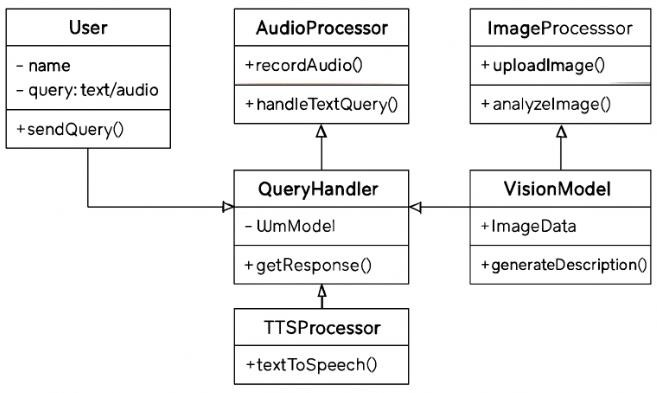 User
- name
- query: text/audio
+sendQuery()
AudioProcessor
+recordAudio()
+handleTextQuery()
ImageProcesssor
+uploadImage()
+analyzeImage()
QueryHandler
- WmModel
+getResponse()
VisionModel
+ImageData
+generateDescription()
TTSProcessor
+textToSpeech()